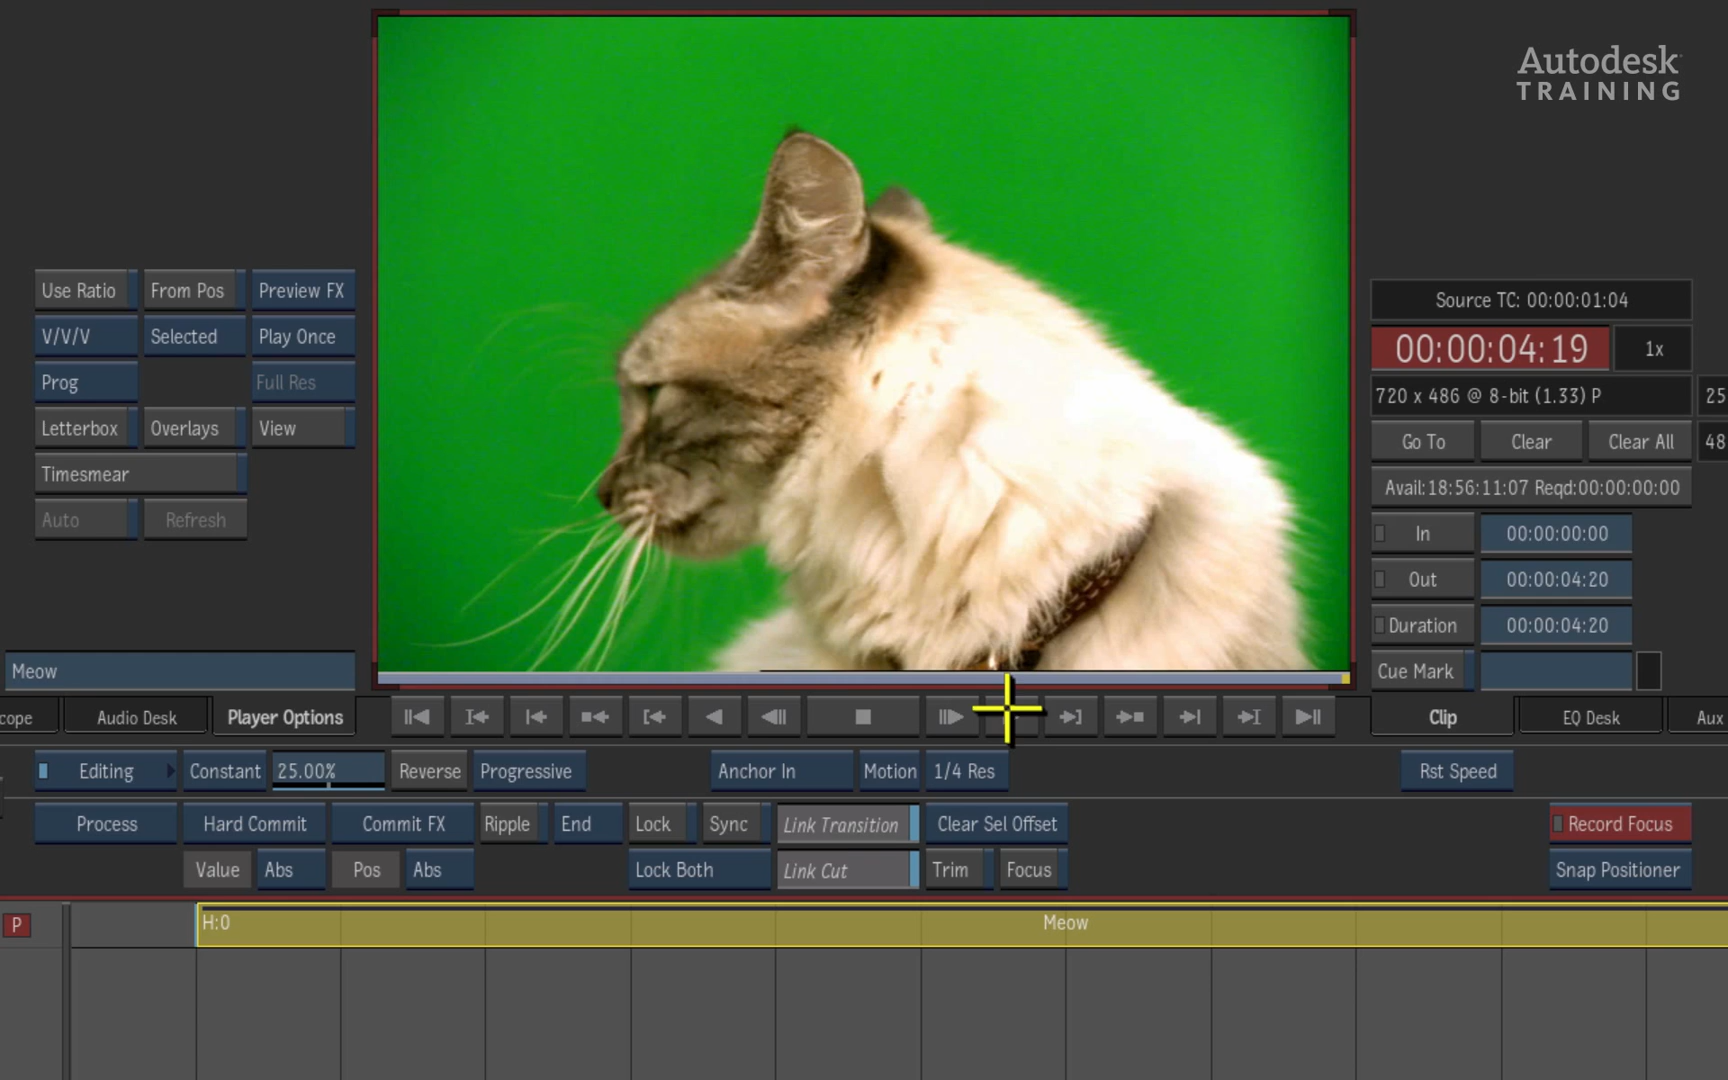 Autodesk
TRAINING
Use Ratio From Pos Preview FX
V/V/V Selected Play Once
Prog Full Res
Letterbox Overlays View
Timesmear
Auto Refresh
Meow
Source TC: 00:00:01:04
00:00:04:19 1x
720 x 486 @ 8-bit (1.33) P 25
Go To Clear Clear All 48
Avail:18:56:11:07 Reqd:00:00:00:00
In 00:00:00:00
Out 00:00:04:20
Duration 00:00:04:20
Cue Mark
cope Audio Desk Player Options Clip EQ Desk Aux
Editing Constant 25.00% Reverse Progressive Anchor In Motion 1/4 Res Rst Speed
Process Hard Commit Commit FX Ripple End Lock Sync Link Transition Clear Sel Offset Record Focus
Value Abs Pos Abs Lock Both Link Cut Trim Focus Snap Positioner
P H:0 Meow